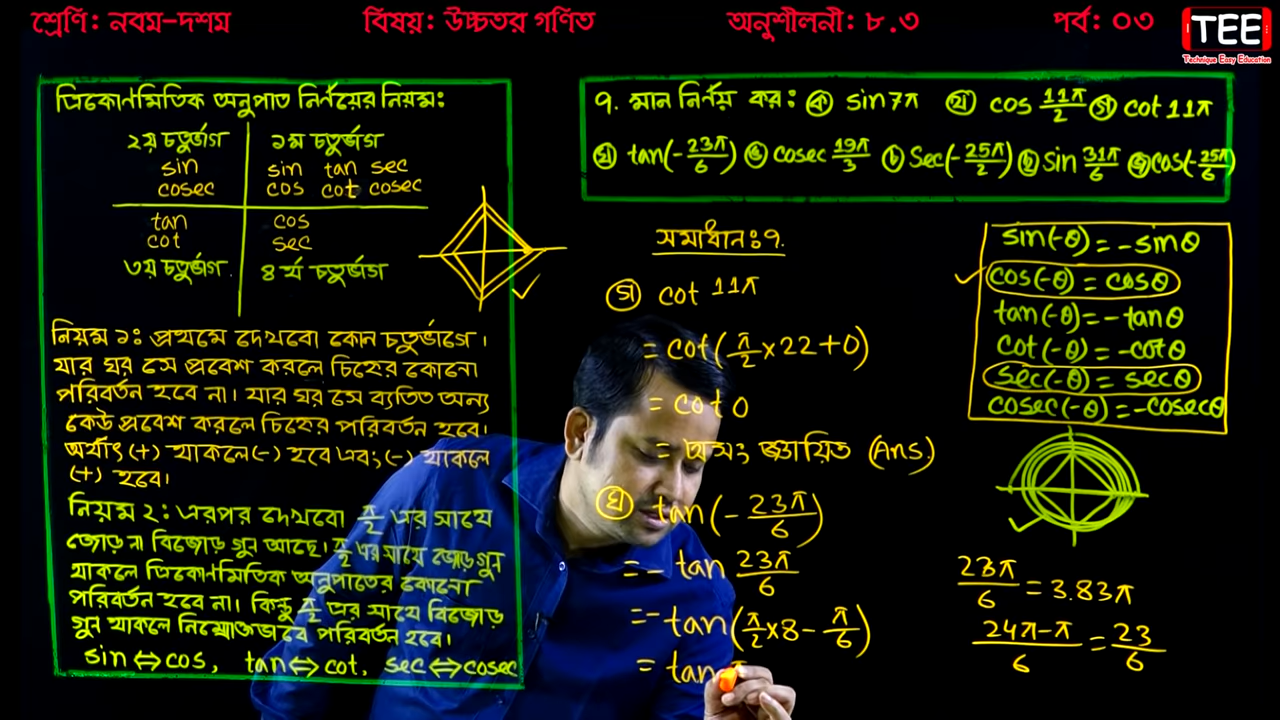 শ্রেণি: নবম-দশম বিষয়: উচ্চতর গণিত অনুশীলনী: ৮.৩ পর্ব: ০৩
TEE
Technique Easy Education
ত্রিকোণমিতিক অনুপাত নির্ণয়ের নিয়ম:
২য় চতুর্ভাগ ১ম চতুর্ভাগ
sin sin tan sec
cosec cos cot cosec
tan cos
cot sec
৩য় চতুর্ভাগ. ৪র্থ চতুর্ভাগ
নিয়ম ১: প্রথমে দেখবো কোন চতুর্ভাগে।
যার ঘর সে প্রবেশ করলে চিহ্নের কোনো
পরিবর্তন হবে না। যার ঘর সে ব্যতিত অন্য
কেউ প্রবেশ করলে চিহ্নের পরিবর্তন হবে।
অর্থাৎ (+) থাকলে (-) হবে এবং (-) থাকলে
(+) হবে।
নিয়ম ২: এরপর দেখবো π/2 এর সাথে
জোড় না বিজোড় গুন আছে। π/2 এর সাথে জোড় গুন
থাকলে ত্রিকোণমিতিক অনুপাতের কোনো
পরিবর্তন হবে না। কিন্তু π/2 এর সাথে বিজোড়
গুন থাকলে নিম্নোক্তভাবে পরিবর্তন হবে।
sin ⇔ cos, tan ⇔ cot, sec ⇔ cosec
৭. মান নির্ণয় কর: ক sin 7π খ cos 11π/2 গ cot 11π
ঘ tan(-23π/6) ঙ cosec 19π/3 চ Sec(-25π/2) ছ sin 31π/6 জ cos(-25π/6)
সমাধান: ৭.
গ cot 11π
= cot(π/2 × 22 + 0)
= cot 0
= অসংজ্ঞায়িত (Ans)
ঘ tan(-23π/6)
= - tan 23π/6
= - tan(π/2 × 8 - π/6)
= tan
sin(-θ) = -sinθ
cos(-θ) = cosθ
tan(-θ) = -tanθ
cot(-θ) = -cotθ
sec(-θ) = secθ
cosec(-θ) = -cosecθ
23π/6 = 3.83π
24π-π/6 = 23/6